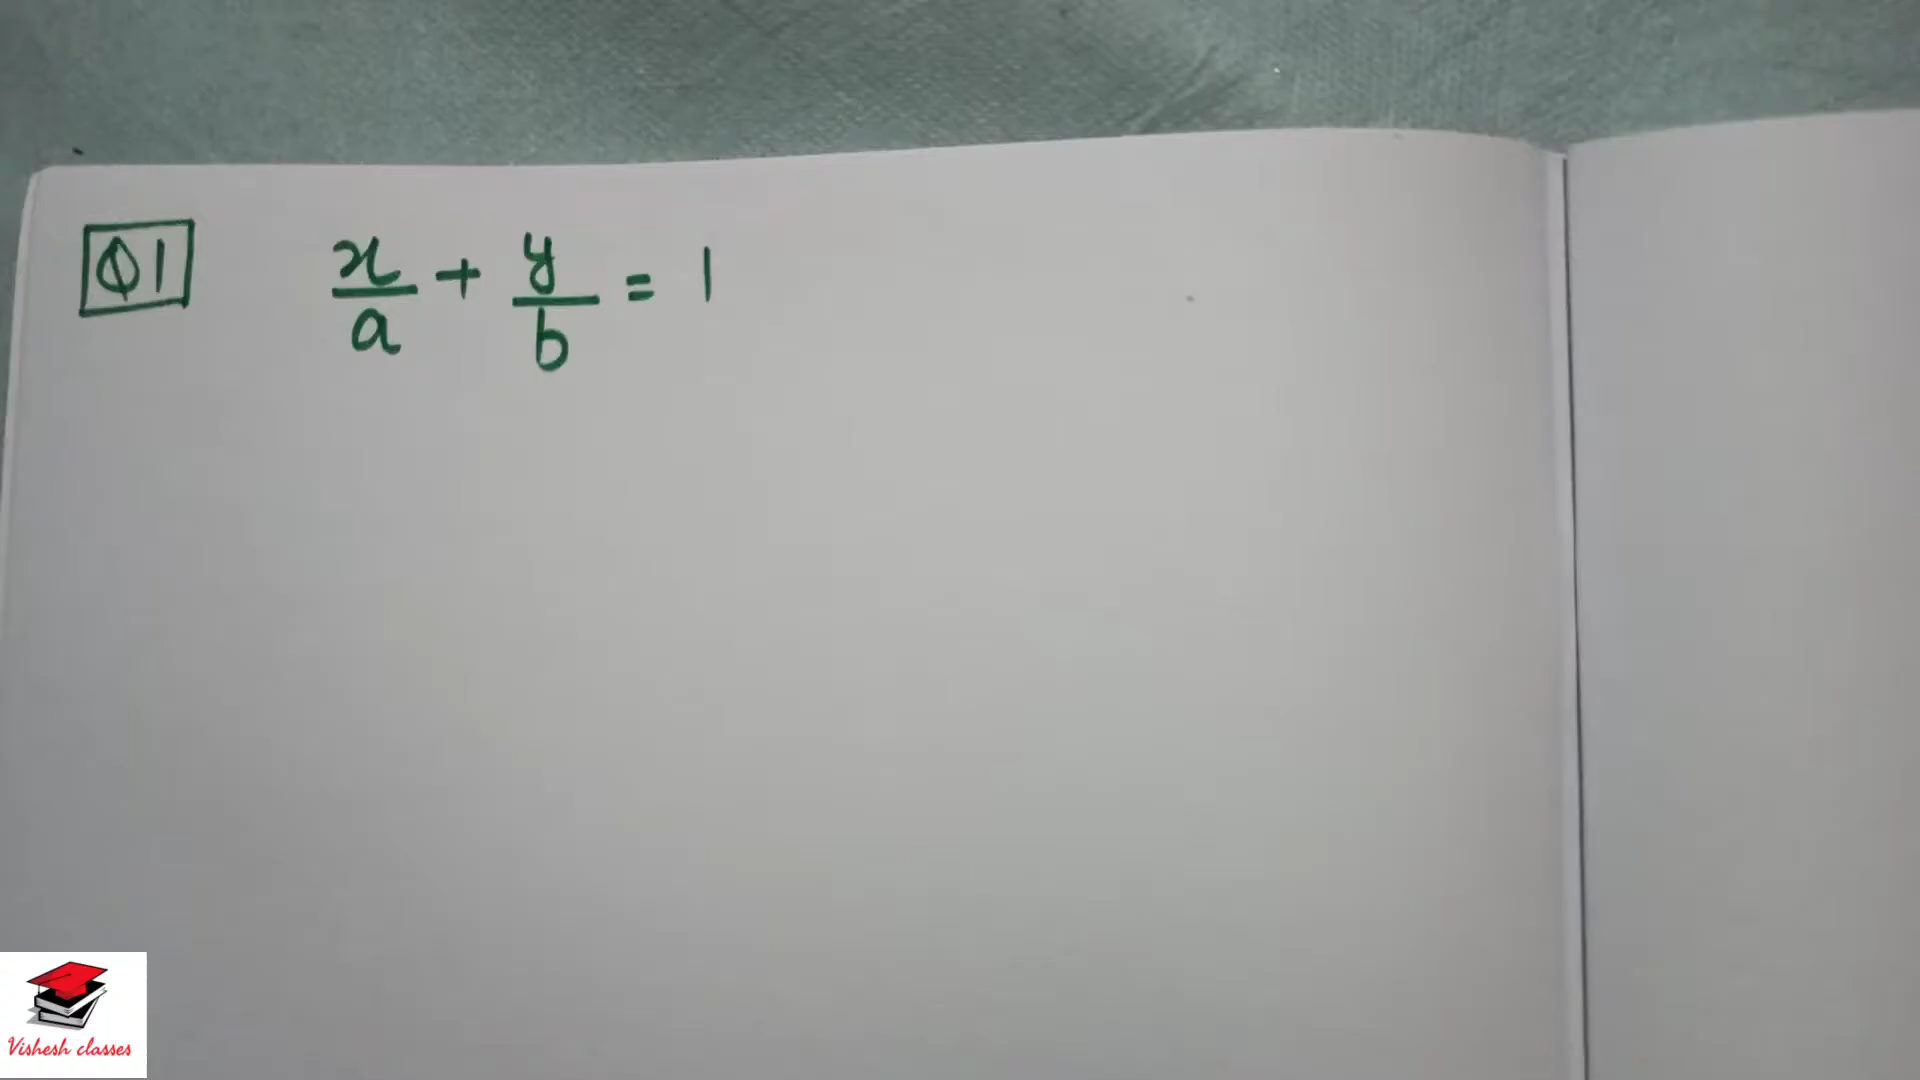 Q1 x/a + y/b = 1
Vishesh classes